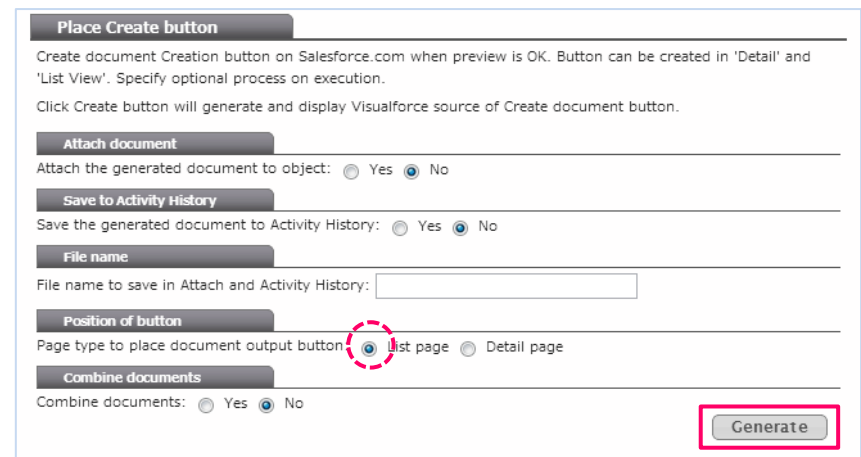 Place Create button
Create document Creation button on Salesforce.com when preview is OK. Button can be created in 'Detail' and
'List View'. Specify optional process on execution.
Click Create button will generate and display Visualforce source of Create document button.
Attach document
Attach the generated document to object: Yes No
Save to Activity History
Save the generated document to Activity History: Yes No
File name
File name to save in Attach and Activity History:
Position of button
Page type to place document output button List page Detail page
Combine documents
Combine documents: Yes No
Generate